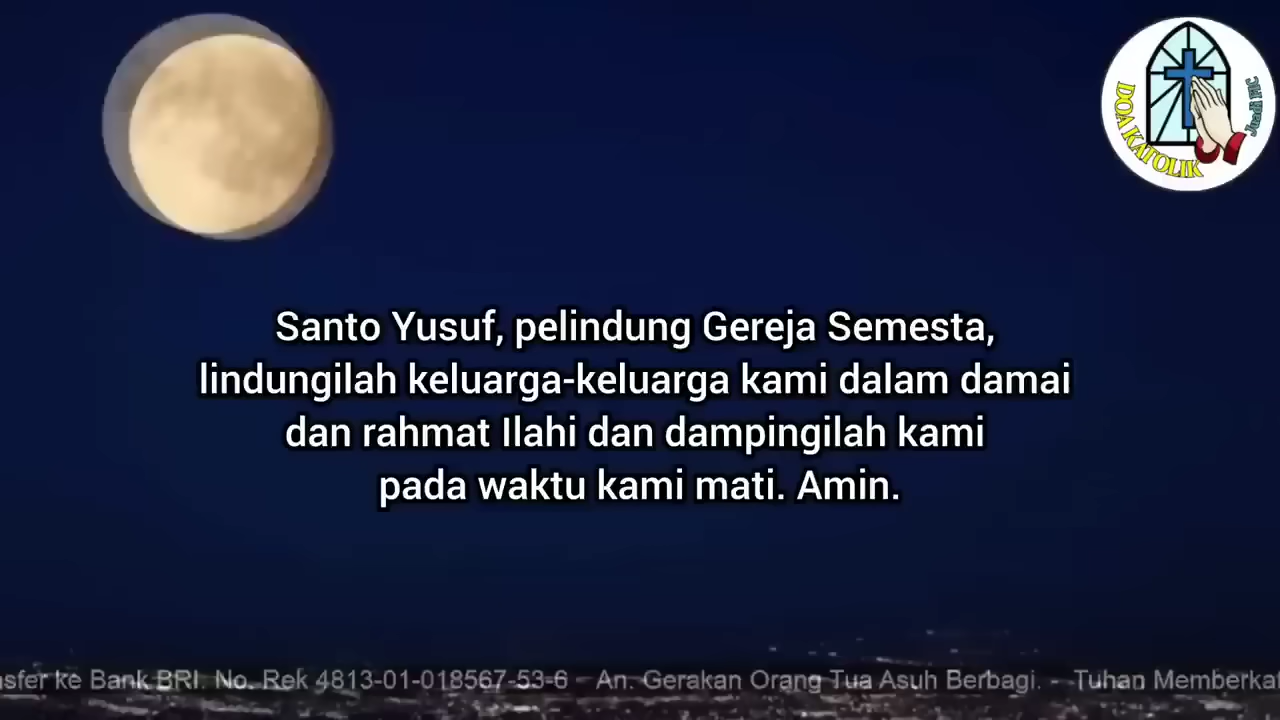 DOA KATOLIK
Juadi FIC
Santo Yusuf, pelindung Gereja Semesta,
lindungilah keluarga-keluarga kami dalam damai
dan rahmat Ilahi dan dampingilah kami
pada waktu kami mati. Amin.
ke Bank BRI. No. Rek 4813-01-018567-53-6 - An. Gerakan Orang Tua Asuh Berbagi. - Tuhan